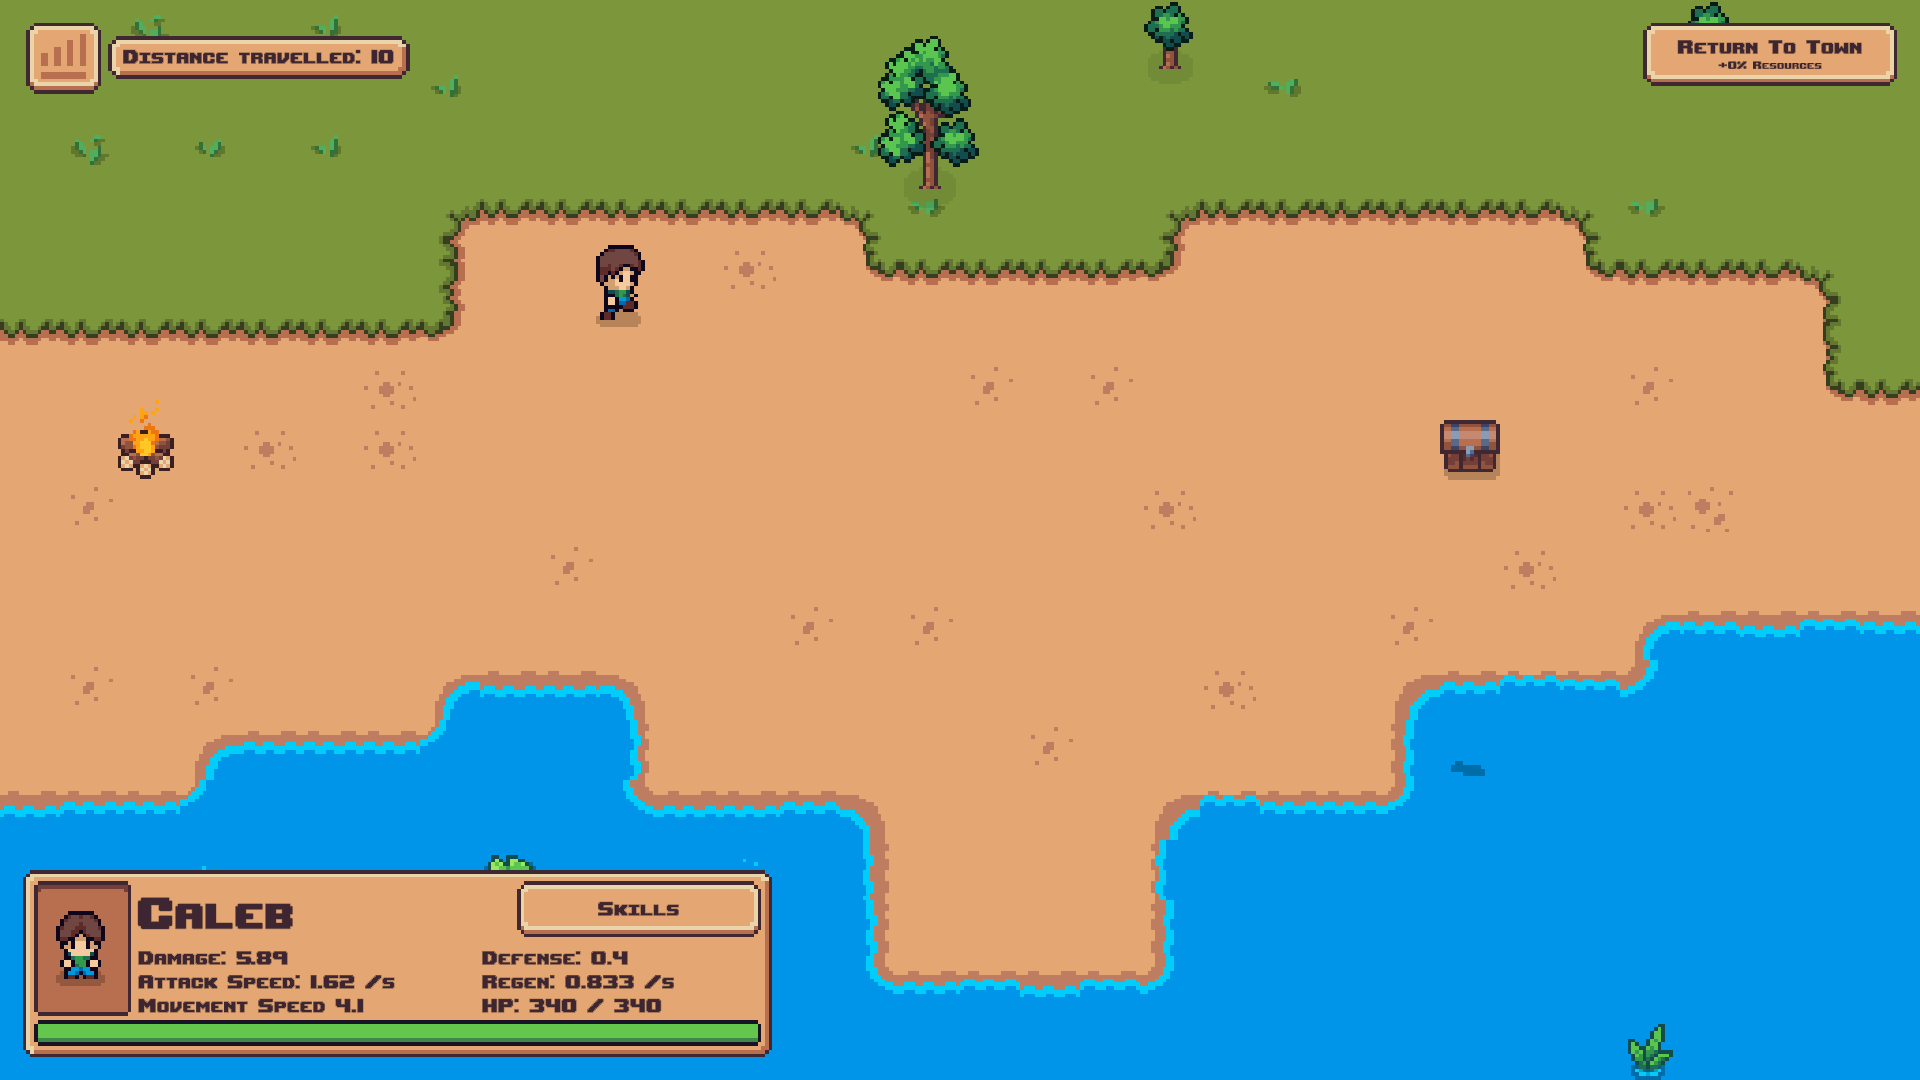 Distance travelled: 10
Return To Town
+0% Resources
Caleb
Skills
Damage: 5.89
Attack Speed: 1.62 /s
Movement Speed 4.1
Defense: 0.4
Regen: 0.833 /s
HP: 340 / 340